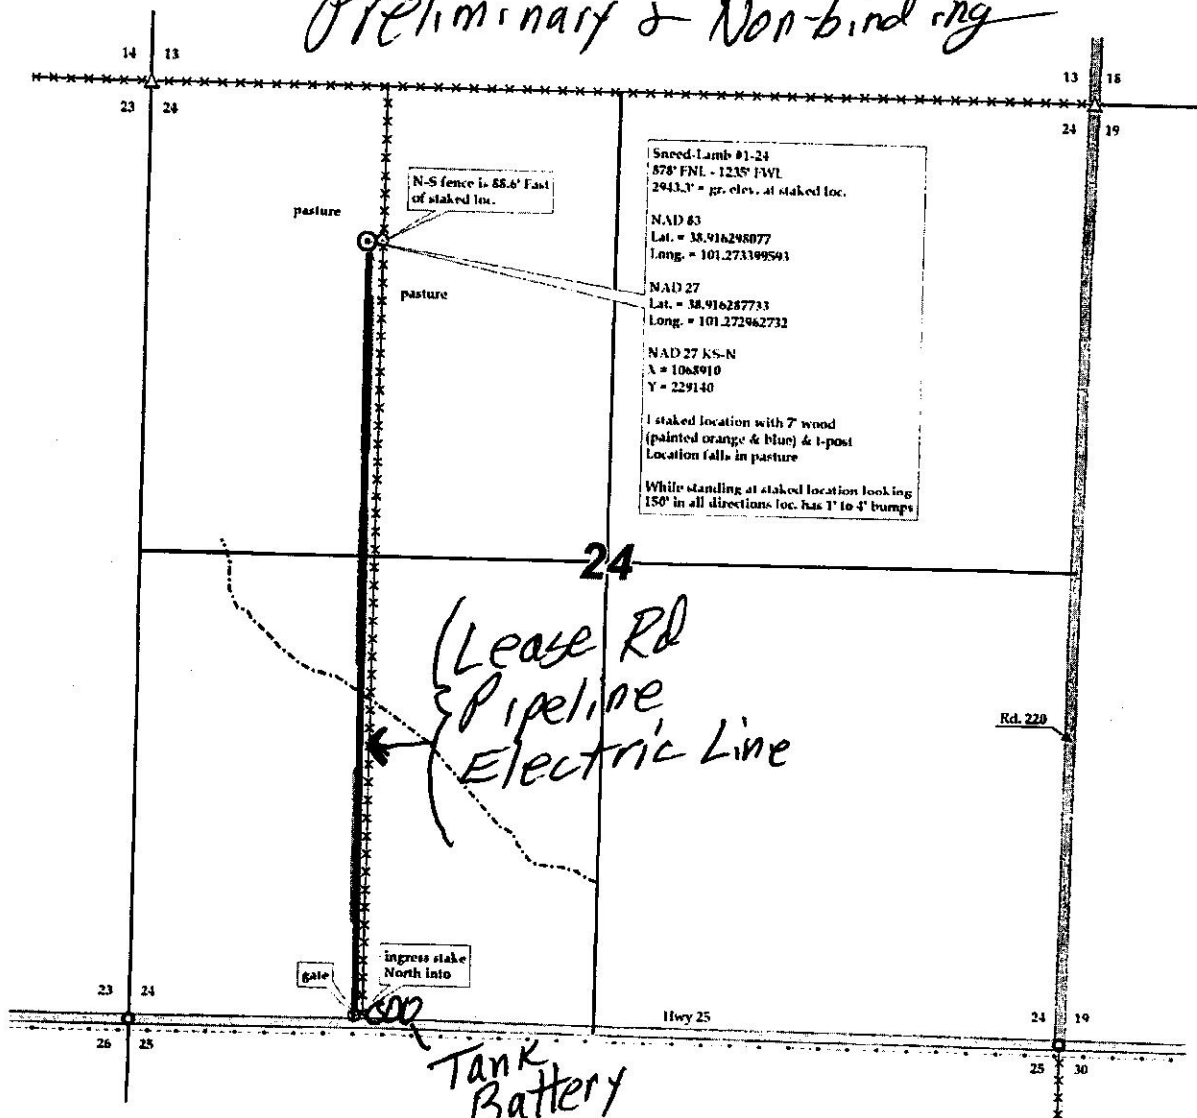 Preliminary & Non-binding
14 13
13 18
23 24
24 19
Sneed-Lamb #1-24
878' FNL - 1235' FWL
2943.3' = gr. elev. at staked loc.
NAD 83
Lat. = 38.916298077
Long. = 101.273399593
NAD 27
Lat. = 38.916287733
Long. = 101.272962732
NAD 27 KS-N
X = 1068910
Y = 229140
I staked location with 7' wood
(painted orange & blue) & t-post
Location falls in pasture
While standing at staked location looking
150' in all directions loc. has 1' to 4' bumps
N-S fence is 88.6' East
of staked loc.
pasture
pasture
24
Lease Rd
Pipeline
Electric Line
Rd. 220
ingress stake
North into
gate
23 24
Hwy 25
24 19
26 25
25 30
Tank
Battery